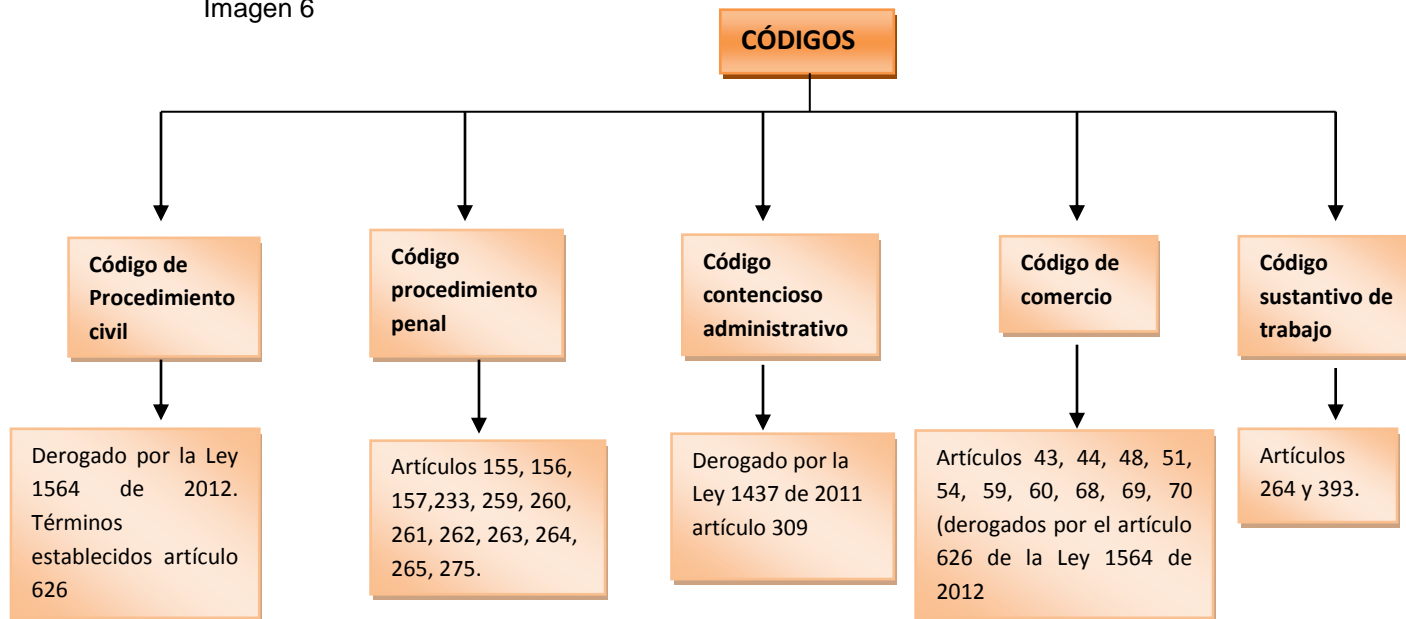 Imagen 6
CÓDIGOS
Código de
Procedimiento
civil
Código
procedimiento
penal
Código
contencioso
administrativo
Código de
comercio
Código
sustantivo de
trabajo
Derogado por la Ley
1564 de 2012.
Términos
establecidos artículo
626
Artículos 155, 156,
157,233, 259, 260,
261, 262, 263, 264,
265, 275.
Derogado por la
Ley 1437 de 2011
artículo 309
Artículos 43, 44, 48, 51,
54, 59, 60, 68, 69, 70
(derogados por el artículo
626 de la Ley 1564 de
2012
Artículos
264 y 393.